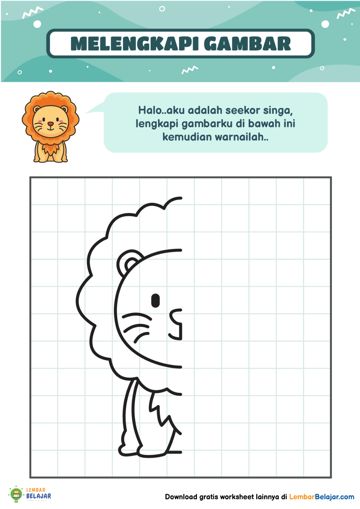 MELENGKAPI GAMBAR
Halo..aku adalah seekor singa,
lengkapi gambarku di bawah ini
kemudian warnailah..
LEMBAR
BELAJAR
Download gratis worksheet lainnya di LembarBelajar.com